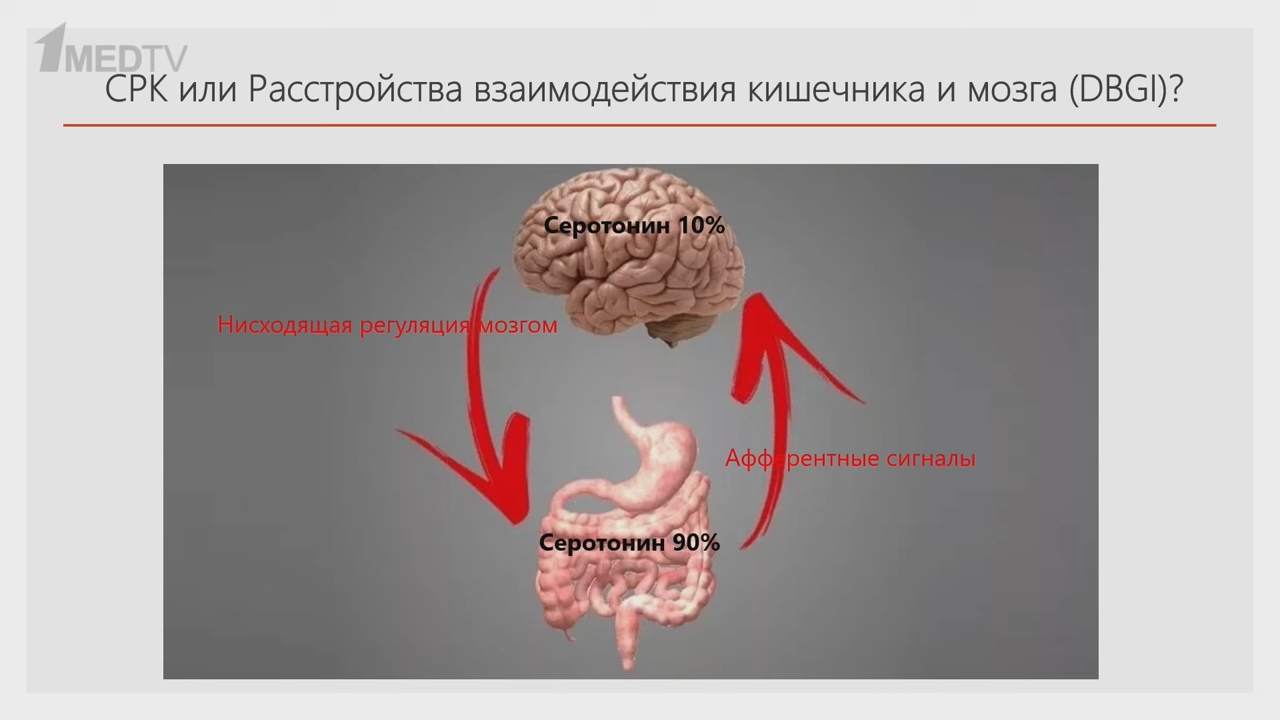 1MEDTV
СРК или Расстройства взаимодействия кишечника и мозга (DBGI)?
Серотонин 10%
Нисходящая регуляция мозгом
Афферентные сигналы
Серотонин 90%